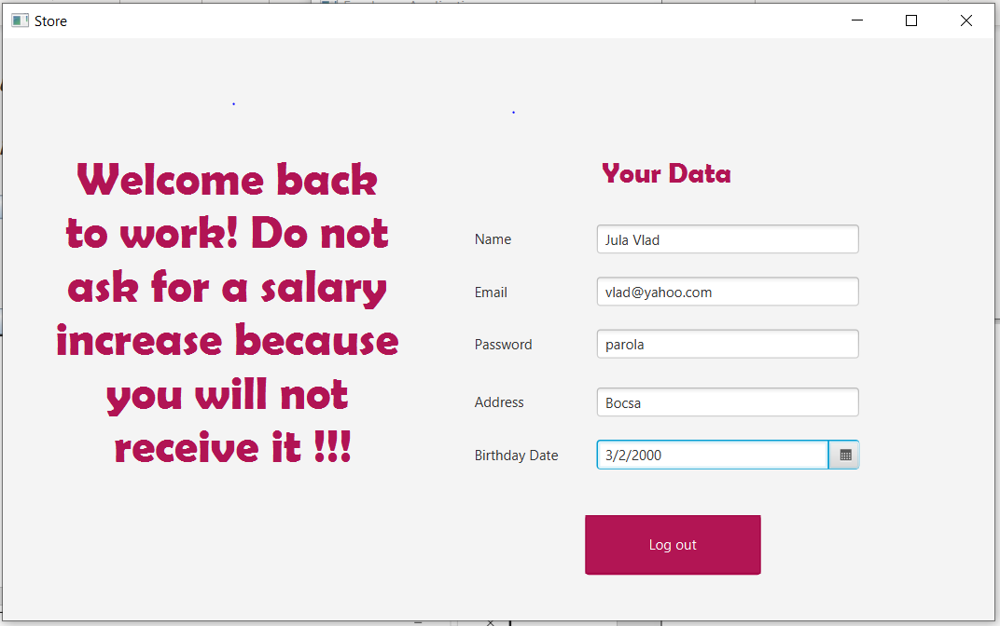 Store
Welcome back
to work! Do not
ask for a salary
increase because
you will not
receive it !!!
Your Data
Name
Jula Vlad
Email
vlad@yahoo.com
Password
parola
Address
Bocsa
Birthday Date
3/2/2000
Log out